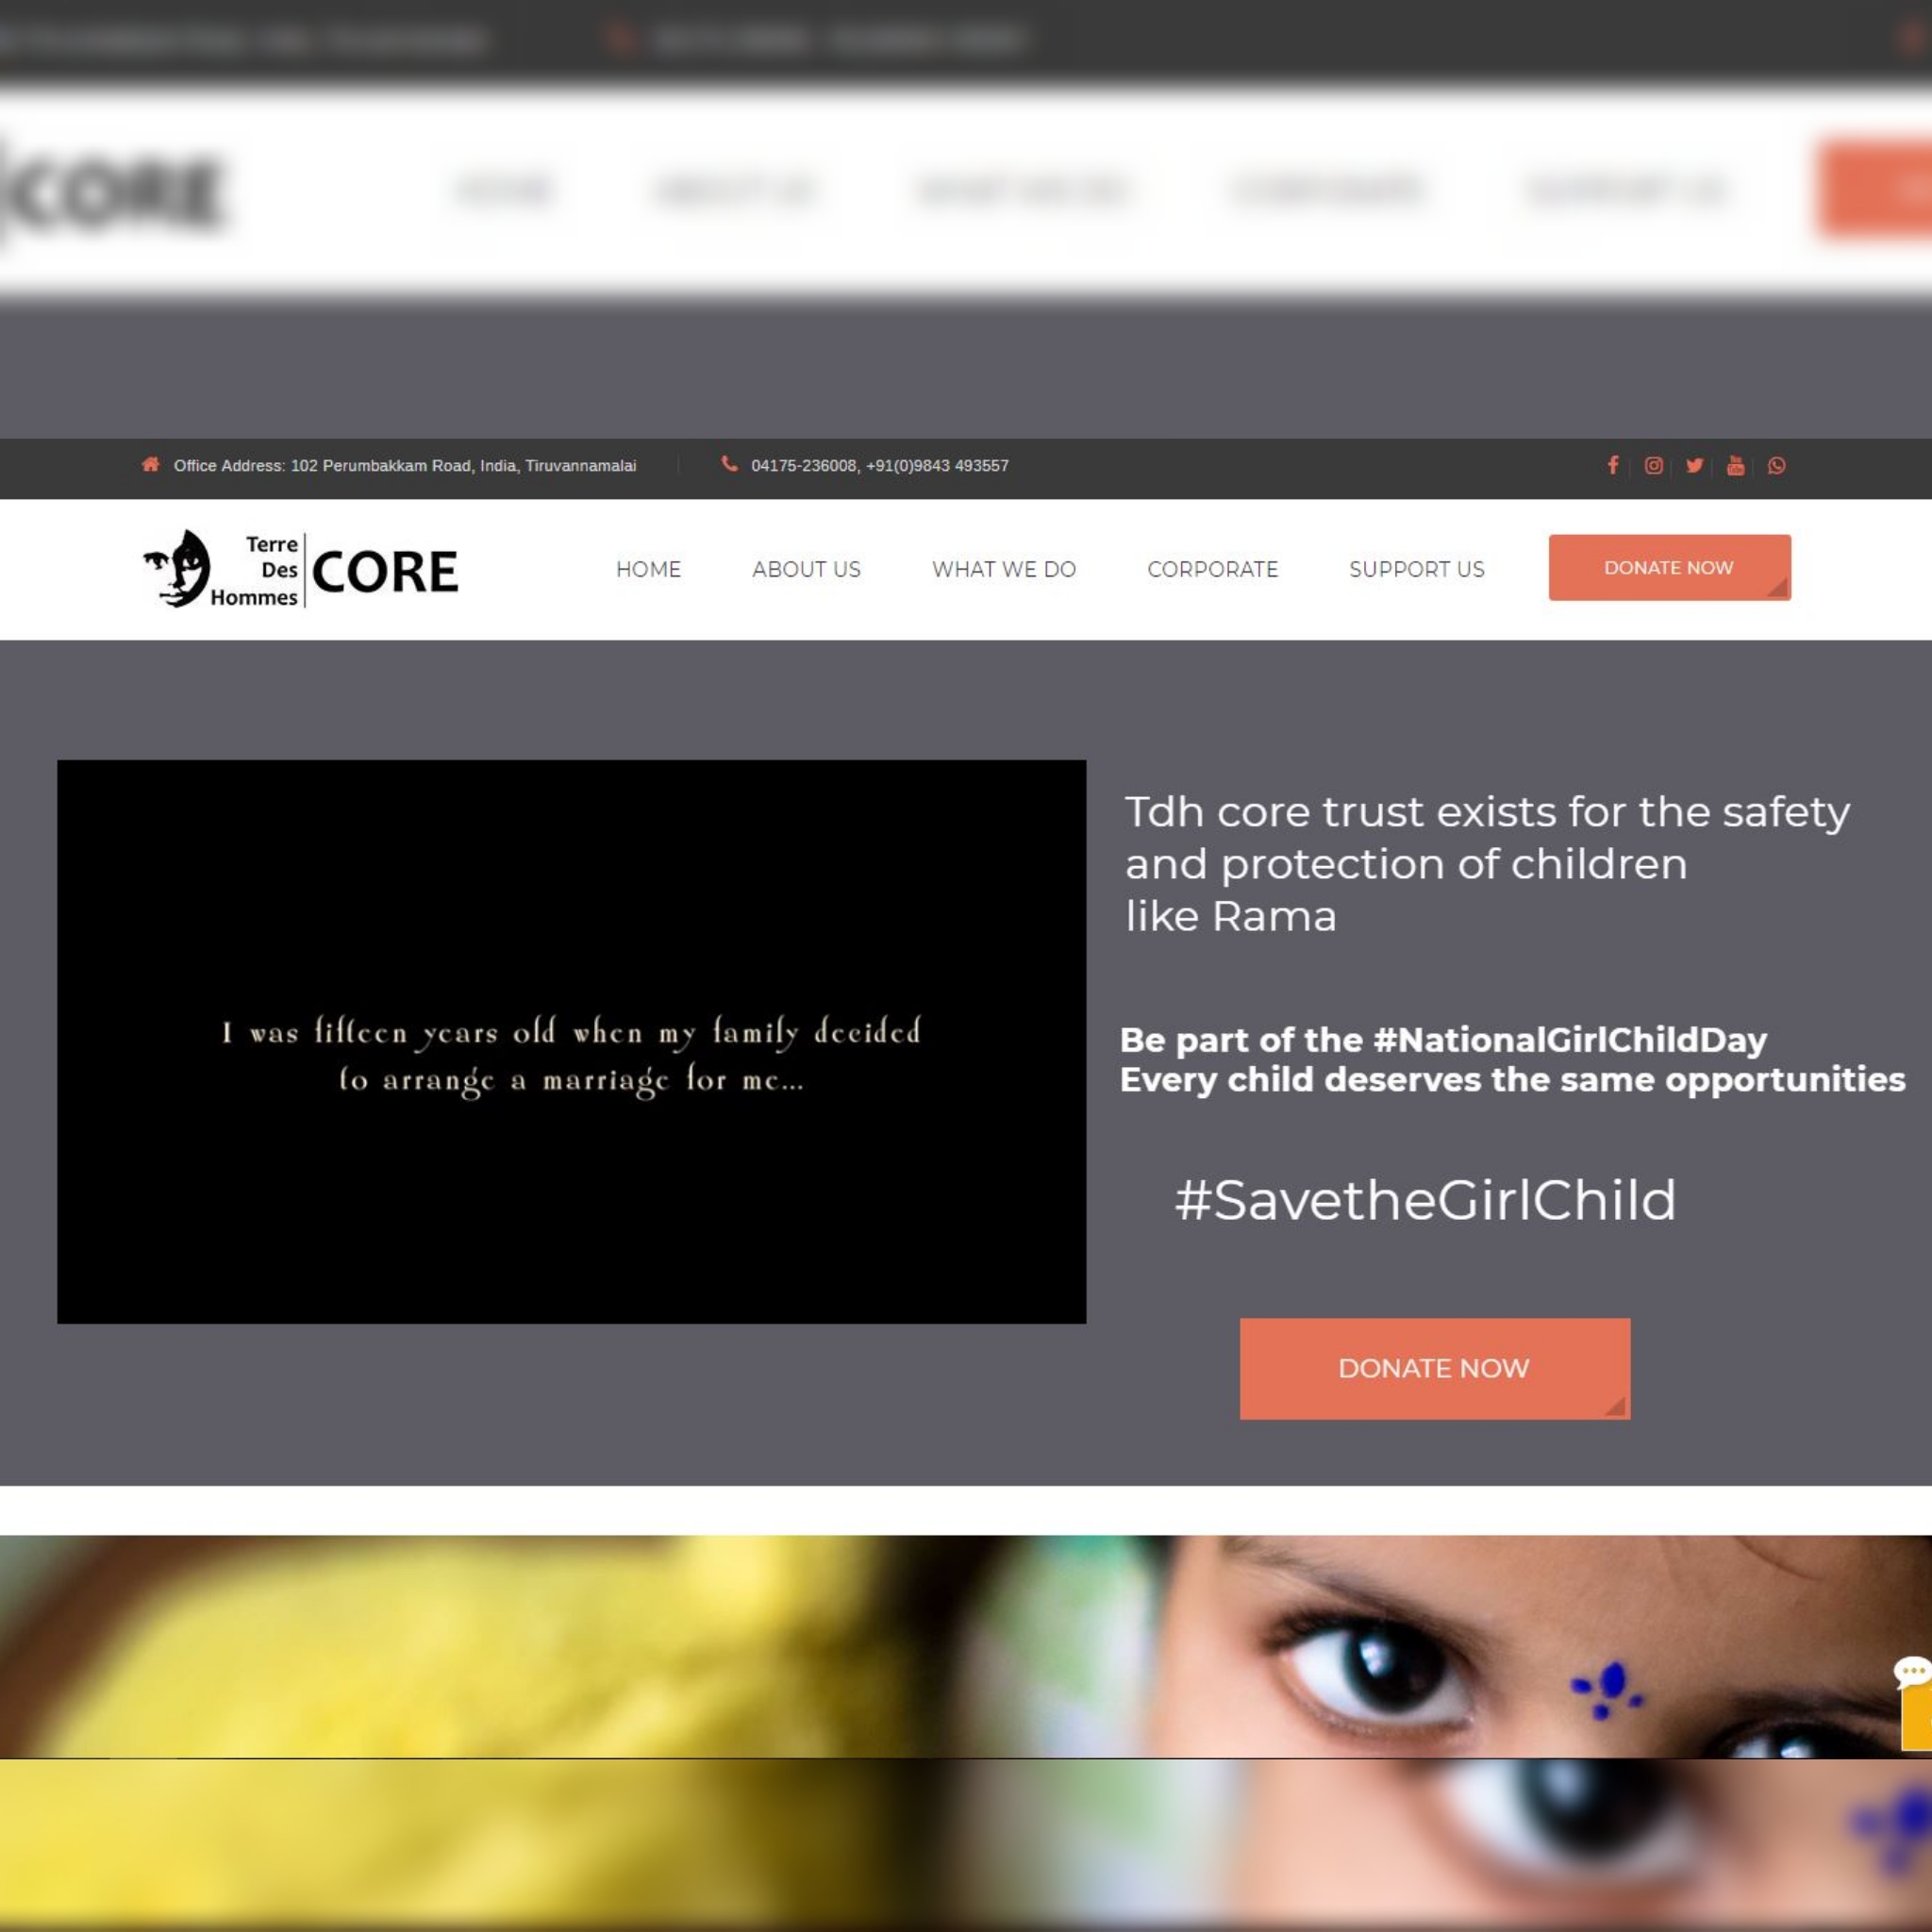 CORE
Office Address: 102 Perumbakkam Road, India, Tiruvannamalai
04175-236008, +91(0)9843 493557
Terre
Des
Hommes
CORE
HOME
ABOUT US
WHAT WE DO
CORPORATE
SUPPORT US
DONATE NOW
I was fifteen years old when my family decided
to arrange a marriage for me...
Tdh core trust exists for the safety
and protection of children
like Rama
Be part of the #NationalGirlChildDay
Every child deserves the same opportunities
#SavetheGirlChild
DONATE NOW